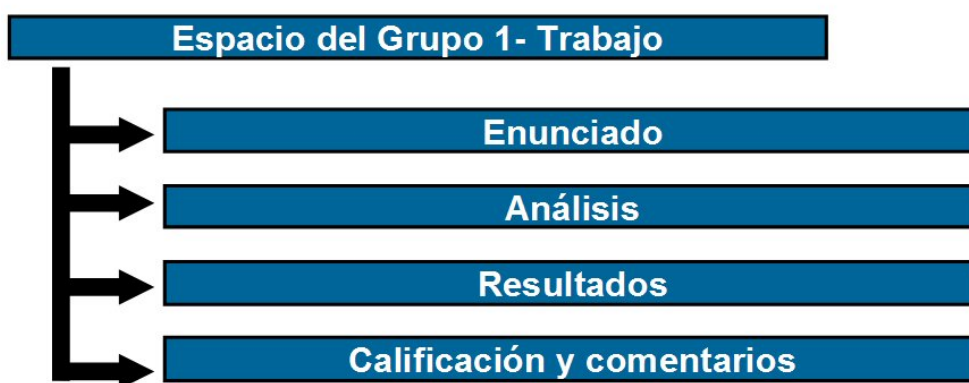 Espacio del Grupo 1- Trabajo
Enunciado
Análisis
Resultados
Calificación y comentarios